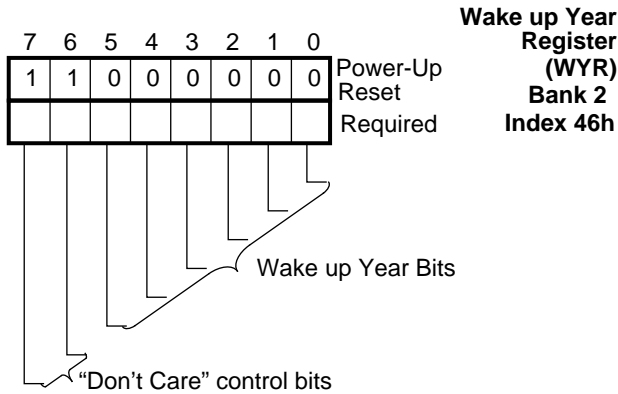 Wake up Year
Register
(WYR)
Bank 2
Index 46h
7 6 5 4 3 2 1 0
1 1 0 0 0 0 0 0
Power-Up
Reset
Required
Wake up Year Bits
“Don’t Care” control bits